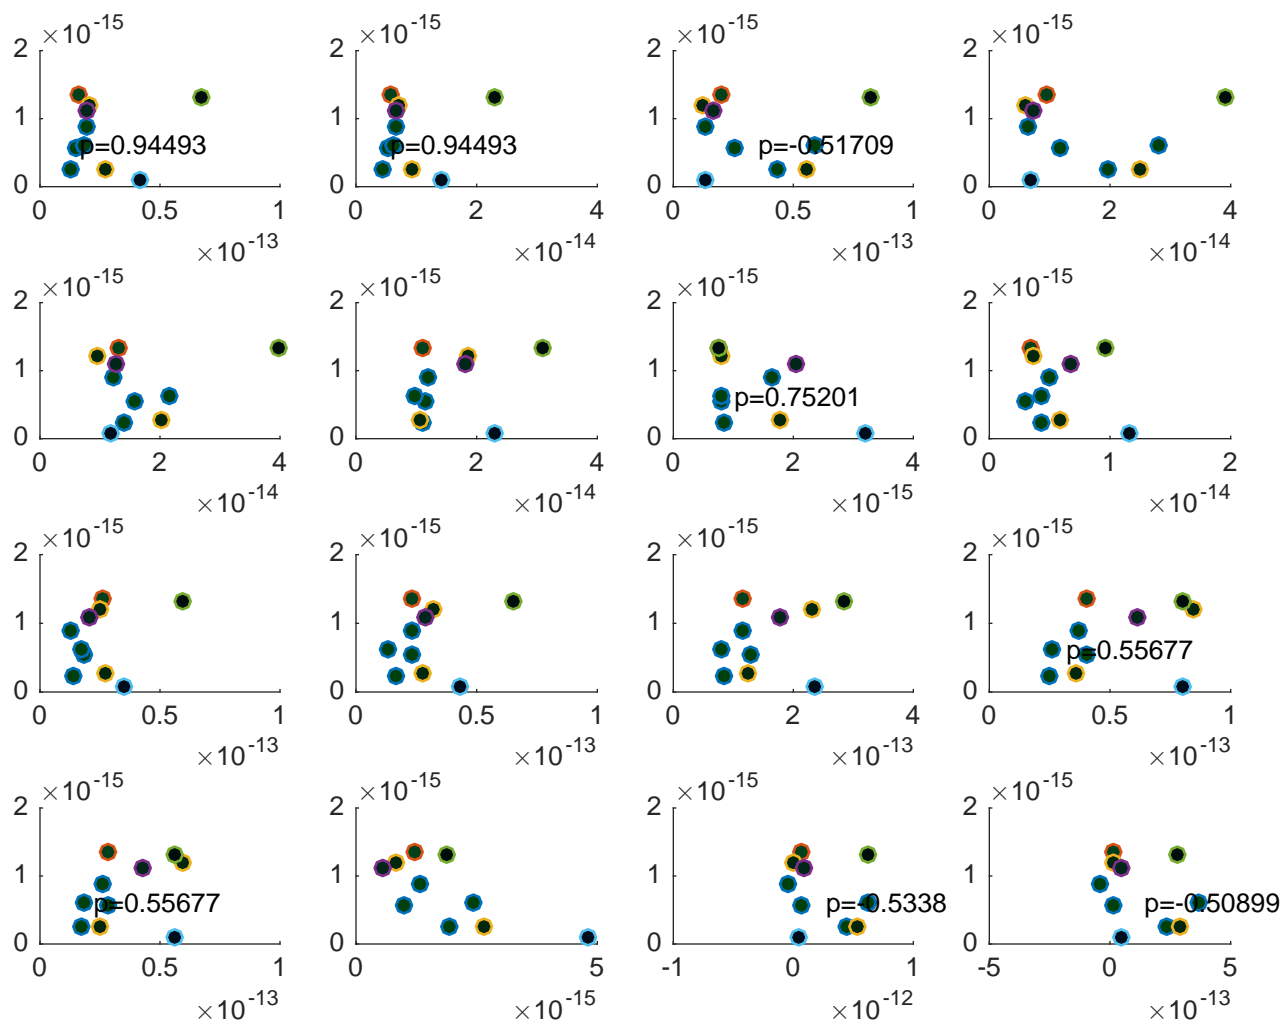 ×10-15 ×10-15 ×10-15 ×10-15
2 2 2 2
1 1 1 1
p=0.94493 p=0.94493 p=-0.51709
0 0 0 0
0 0.5 1 0 2 4 0 0.5 1 0 2 4
×10-13 ×10-14 ×10-13 ×10-14
×10-15 ×10-15 ×10-15 ×10-15
2 2 2 2
1 1 1 1
p=0.75201
0 0 0 0
0 2 4 0 2 4 0 2 4 0 1 2
×10-14 ×10-14 ×10-15 ×10-14
×10-15 ×10-15 ×10-15 ×10-15
2 2 2 2
1 1 1 1
p=0.55677
0 0 0 0
0 0.5 1 0 0.5 1 0 2 4 0 0.5 1
×10-13 ×10-13 ×10-13 ×10-13
×10-15 ×10-15 ×10-15 ×10-15
2 2 2 2
1 1 1 1
p=0.55677 p=-0.5338 p=-0.50899
0 0 0 0
0 0.5 1 0 5 -1 0 1 -5 0 5
×10-13 ×10-15 ×10-12 ×10-13